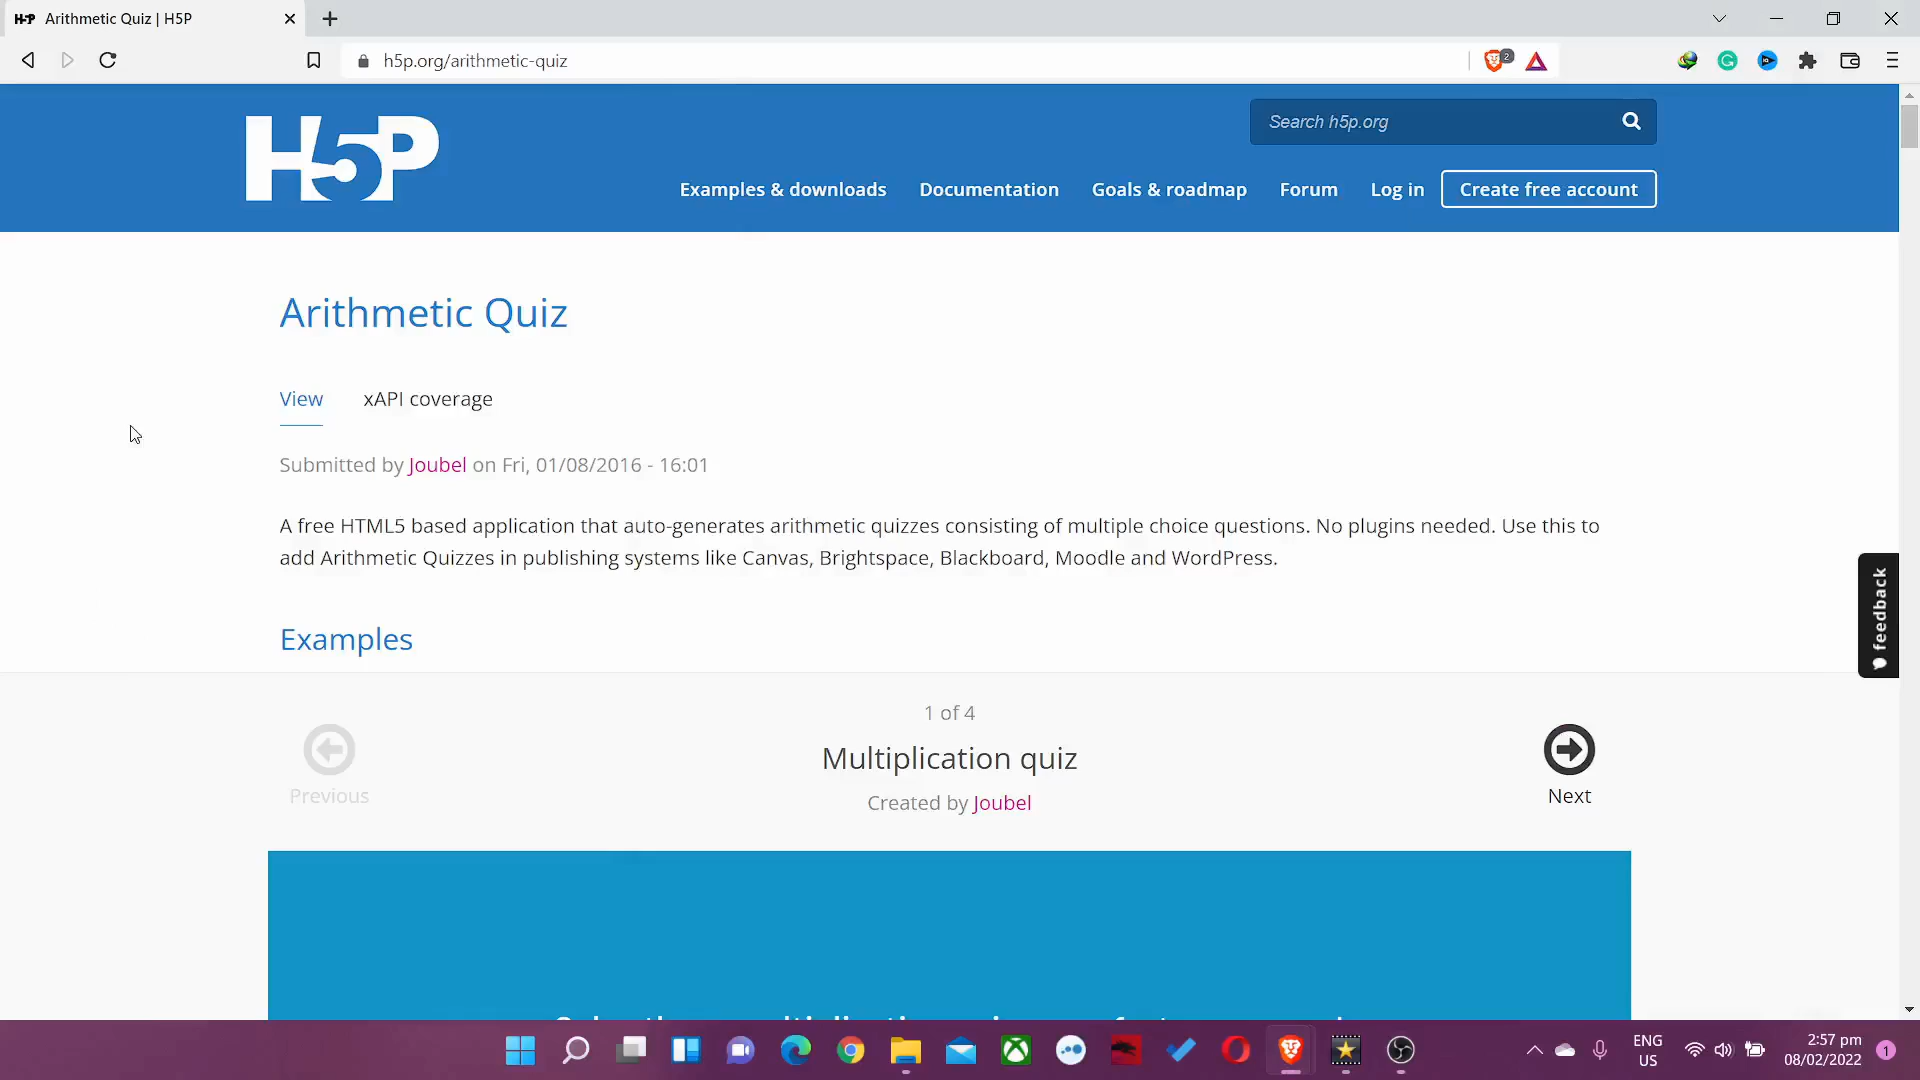 Arithmetic Quiz | H5P
h5p.org/arithmetic-quiz
2
H5P
Search h5p.org
Examples & downloads
Documentation
Goals & roadmap
Forum
Log in
Create free account
Arithmetic Quiz
View
xAPI coverage
Submitted by Joubel on Fri, 01/08/2016 - 16:01
A free HTML5 based application that auto-generates arithmetic quizzes consisting of multiple choice questions. No plugins needed. Use this to
add Arithmetic Quizzes in publishing systems like Canvas, Brightspace, Blackboard, Moodle and WordPress.
feedback
Examples
1 of 4
Multiplication quiz
Created by Joubel
Previous
Next
ENG
US
2:57 pm
08/02/2022
1